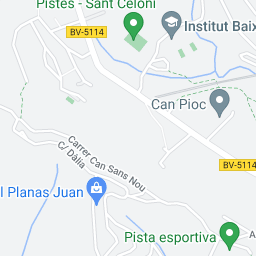 Pistes - Sant Celoni
Institut Baix
BV-5114
Can Pioc
BV-5114
Carrer Can Sans Nou
C/ Dàlia
l Planas Juan
Pista esportiva
A